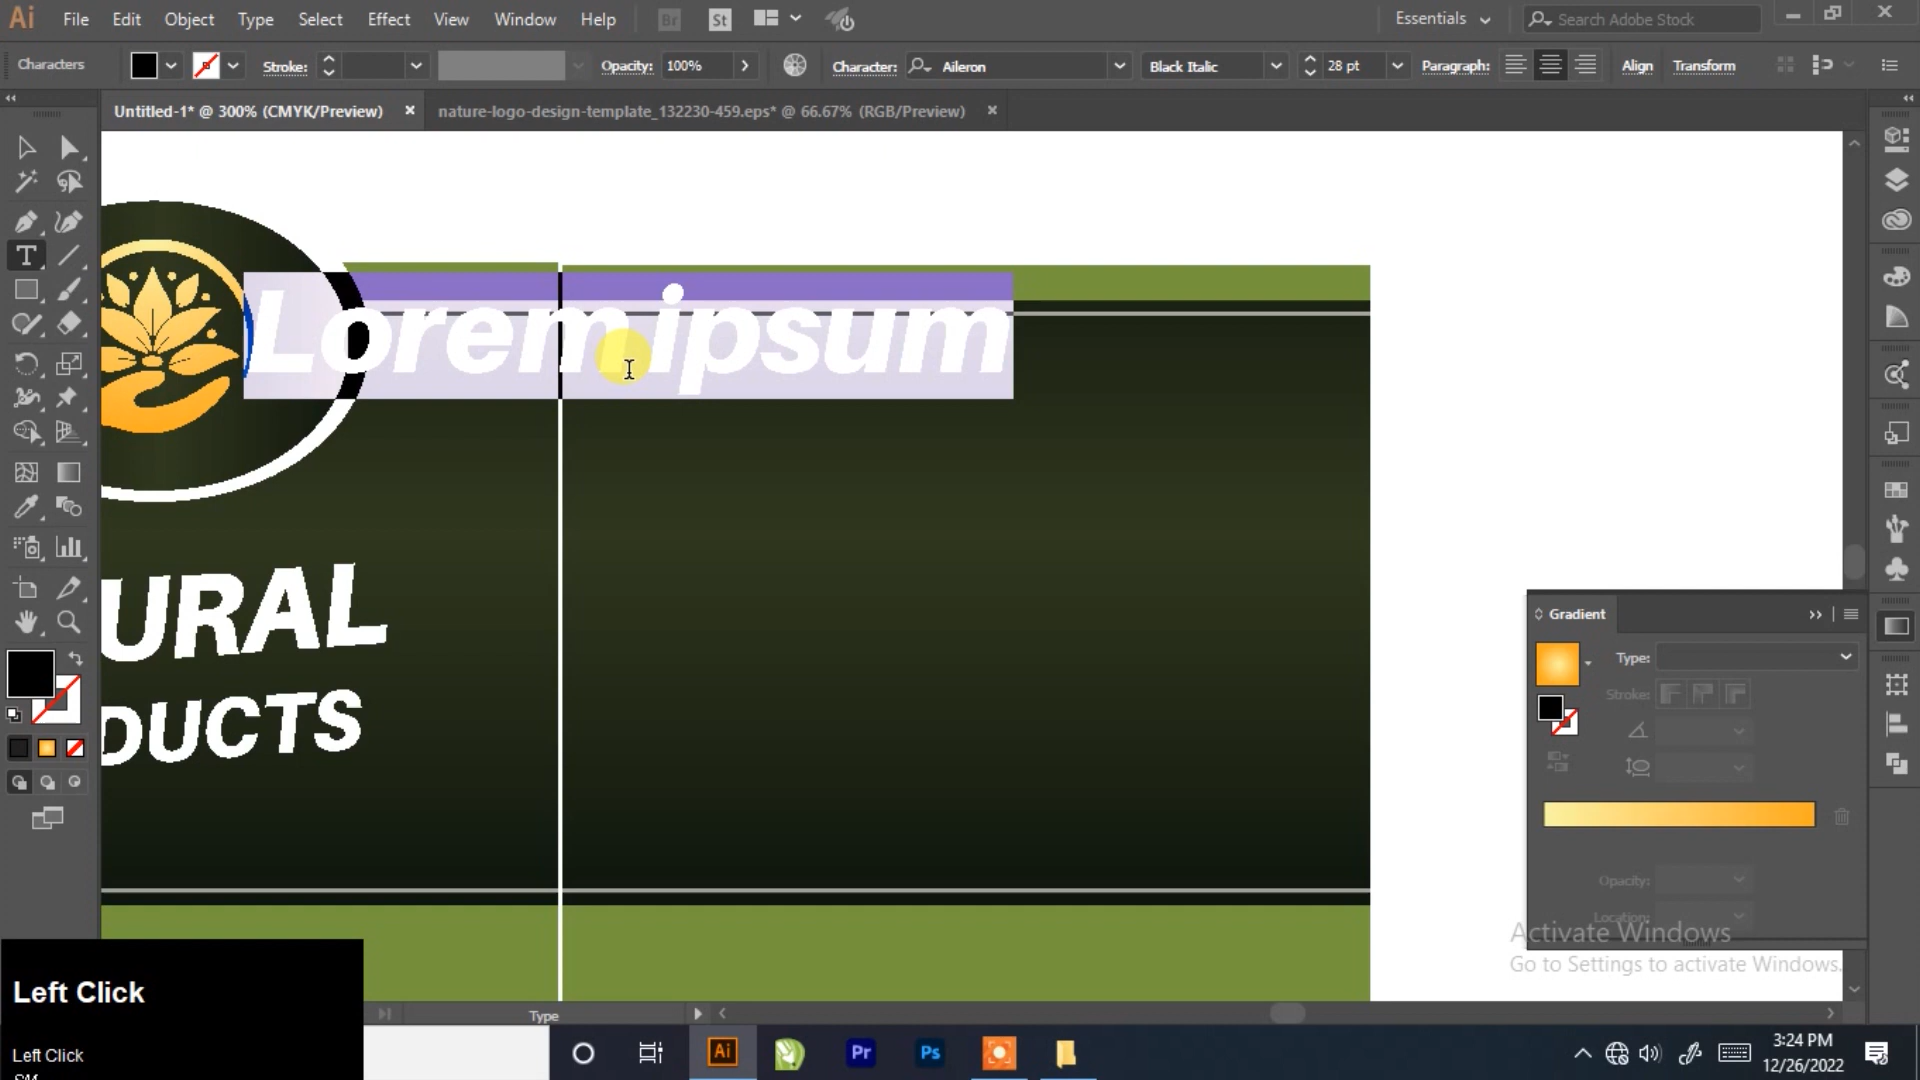 Ai File Edit Object Type Select Effect View Window Help Br St Essentials Search Adobe Stock
Characters Stroke: Opacity: 100% Character: Aileron Black Italic 28 pt Paragraph: Align Transform
Untitled-1* @ 300% (CMYK/Preview) nature-logo-design-template_132230-459.eps* @ 66.67% (RGB/Preview)
Lorem ipsum
URAL
DUCTS
Gradient
Type:
Stroke:
Opacity:
Location:
Activate Windows
Go to Settings to activate Windows.
Left Click
Left Click
Type
Ai Pr Ps
3:24 PM
12/26/2022